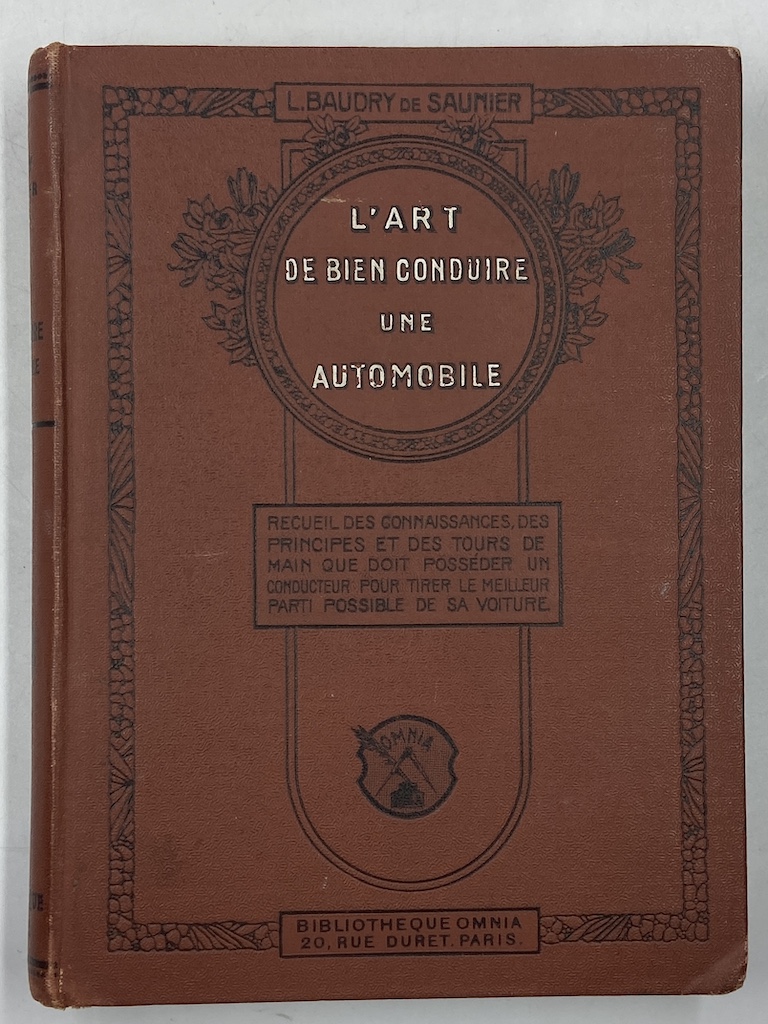 L. BAUDRY DE SAUNIER
L'ART
DE BIEN CONDUIRE
UNE
AUTOMOBILE
RECUEIL DES CONNAISSANCES, DES
PRINCIPES ET DES TOURS DE
MAIN QUE DOIT POSSÉDER UN
CONDUCTEUR POUR TIRER LE MEILLEUR
PARTI POSSIBLE DE SA VOITURE.
OMNIA
BIBLIOTHEQUE OMNIA
20, RUE DURET. PARIS.